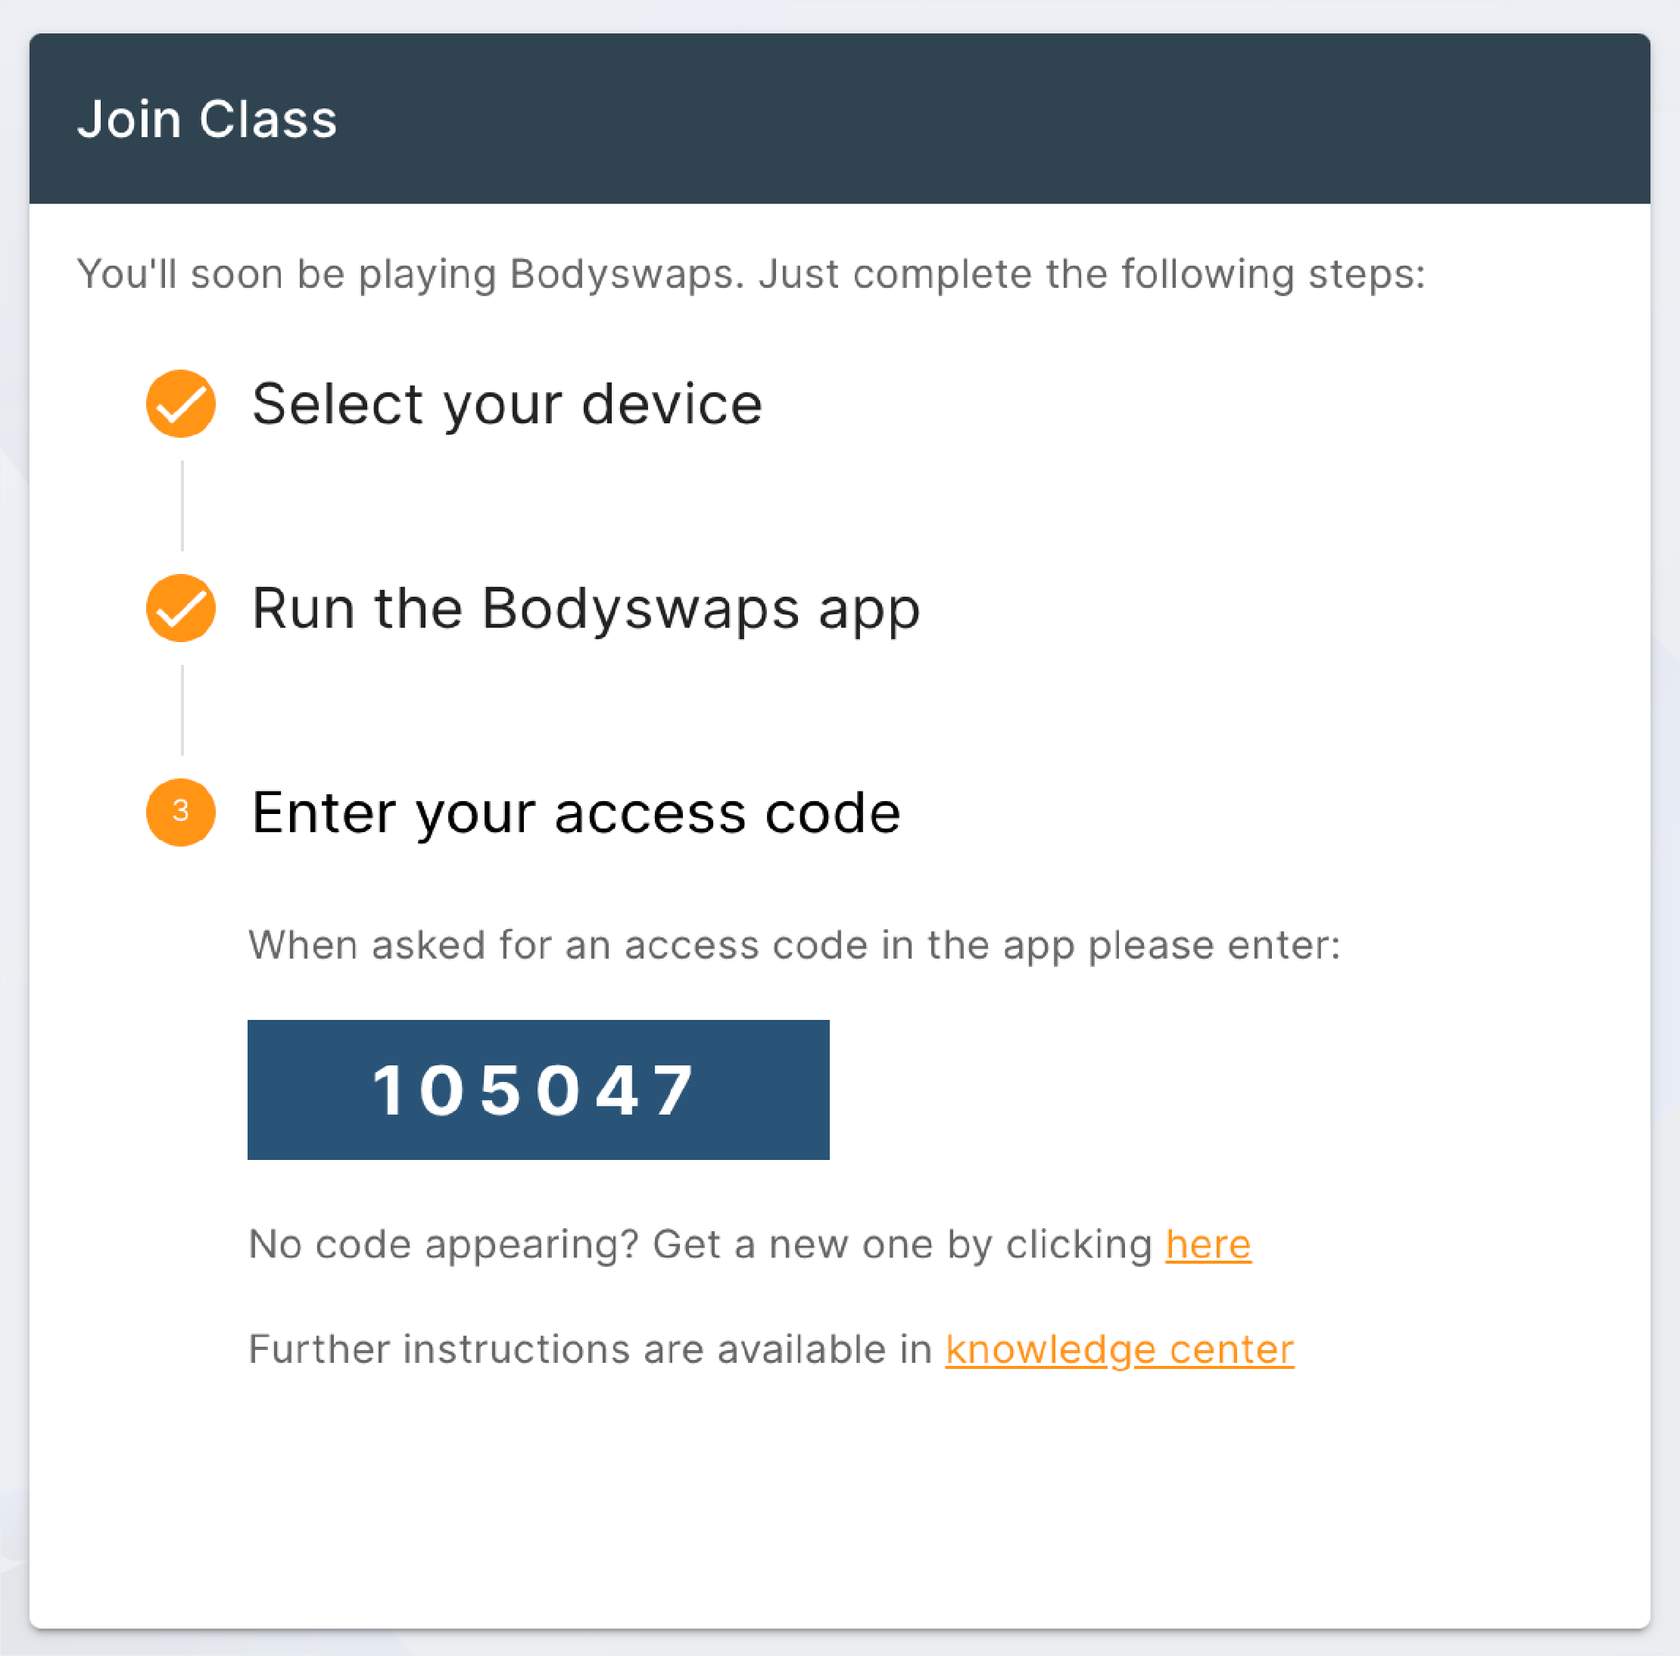 Join Class
You'll soon be playing Bodyswaps. Just complete the following steps:
Select your device
Run the Bodyswaps app
3 Enter your access code
When asked for an access code in the app please enter:
105047
No code appearing? Get a new one by clicking here
Further instructions are available in knowledge center